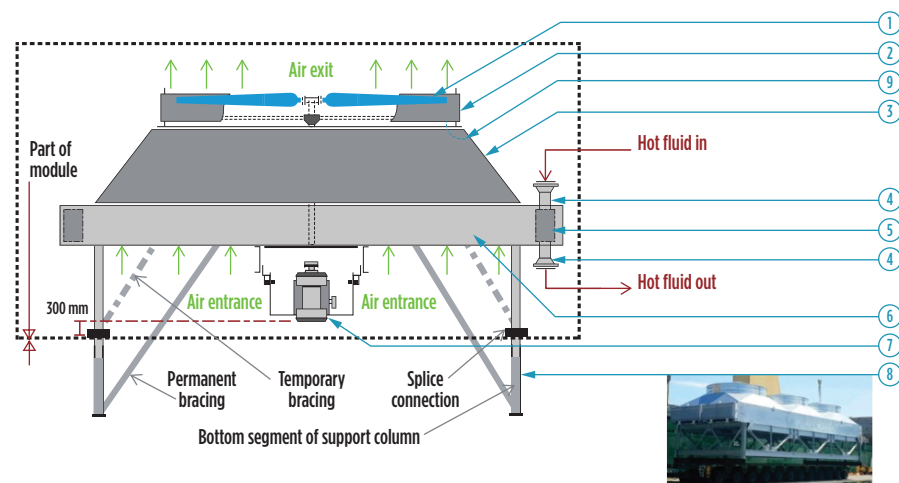 1
Air exit
2
9
3
Part of
module
Hot fluid in
4
5
4
Air entrance
Air entrance
Hot fluid out
300 mm
6
7
Permanent
bracing
Temporary
bracing
Splice
connection
8
Bottom segment of support column